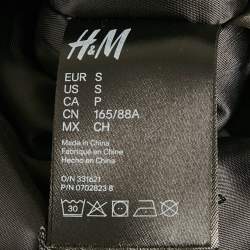 H&M
EUR S
US S
CA P
CN 165/88A
MX CH
Made in China
Fabriqué en Chine
Hecho en China
O/N 331621
P/N 0702823 8
30